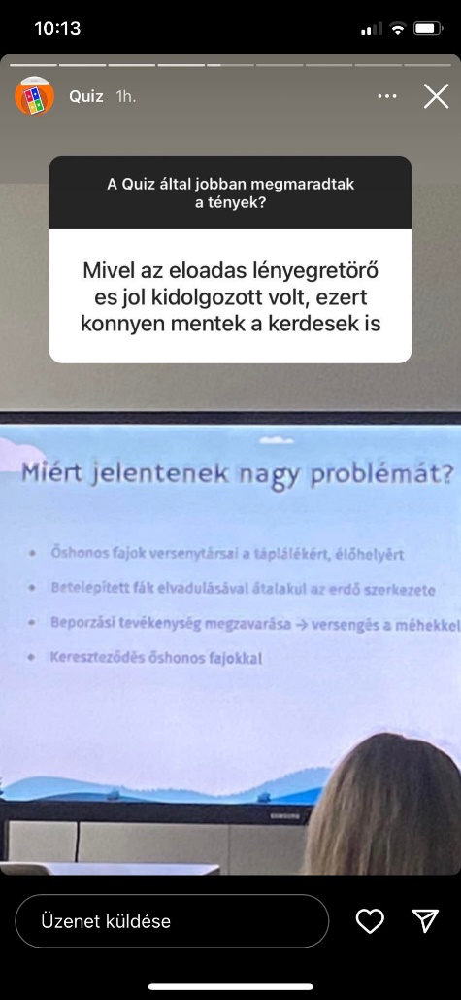 10:13
Quiz 1h.
A Quiz által jobban megmaradtak
a tények?
Mivel az eloadas lényegretörő
es jol kidolgozott volt, ezert
konnyen mentek a kerdesek is
Miért jelentenek nagy problémát?
• Őshonos fajok versenytársai a táplálékért, élőhelyért
• Betelepített fák elvadulásával átalakul az erdő szerkezete
• Beporzási tevékenység megzavarása → versengés a méhekkel
• Kereszteződés őshonos fajokkal
SAMSUNG
Üzenet küldése